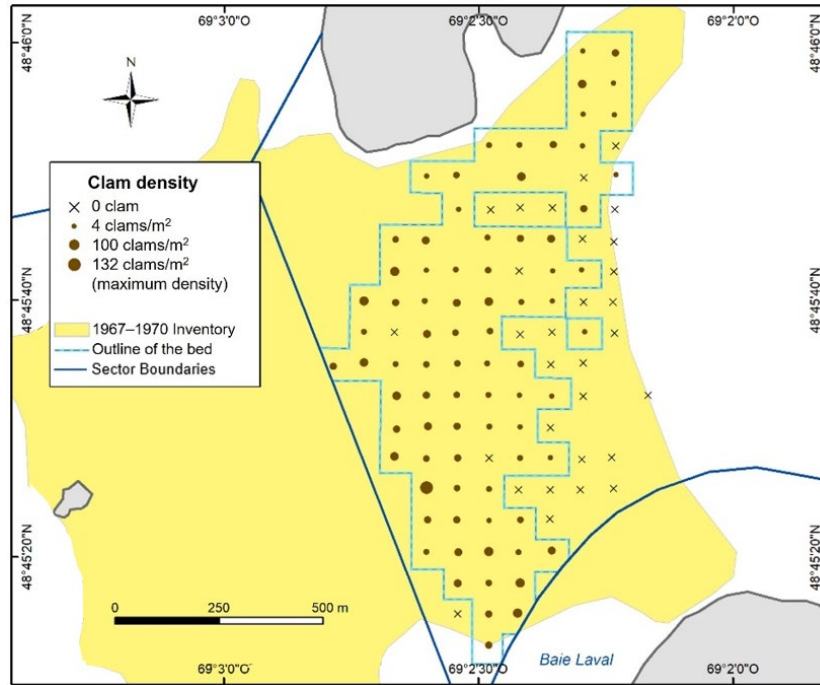 69°3'0"O 69°2'30"O 69°2'0"O
48°46'0"N 48°46'0"N
N
Clam density
0 clam
4 clams/m²
100 clams/m²
132 clams/m²
(maximum density)
1967–1970 Inventory
Outline of the bed
Sector Boundaries
48°45'40"N 48°45'40"N
48°45'20"N 48°45'20"N
0 250 500 m
Baie Laval
69°3'0"O 69°2'30"O 69°2'0"O